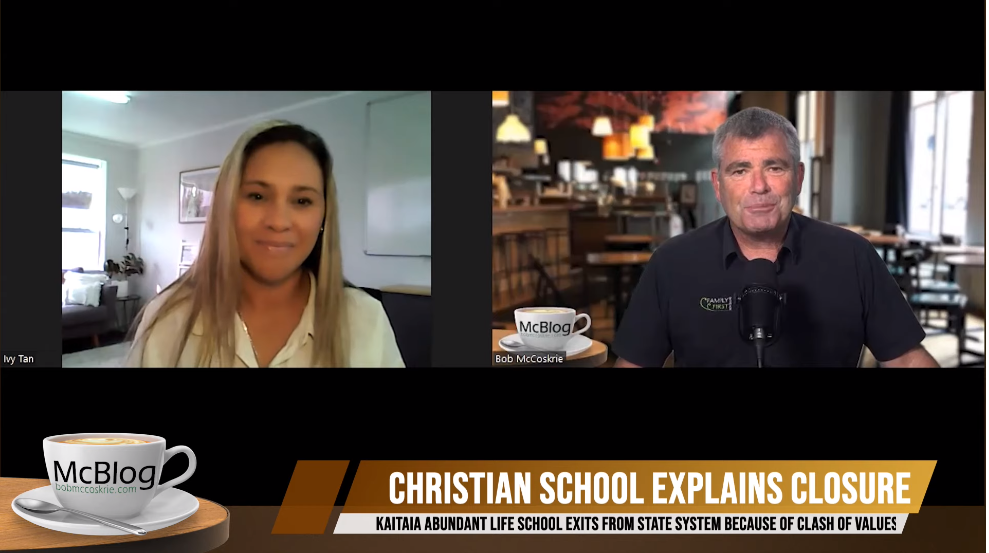 FAMILY
FIRST
McBlog
Ivy Tan
Bob McCoskrie
McBlog
bobmccoskrie.com
CHRISTIAN SCHOOL EXPLAINS CLOSURE
KAITAIA ABUNDANT LIFE SCHOOL EXITS FROM STATE SYSTEM BECAUSE OF CLASH OF VALUES